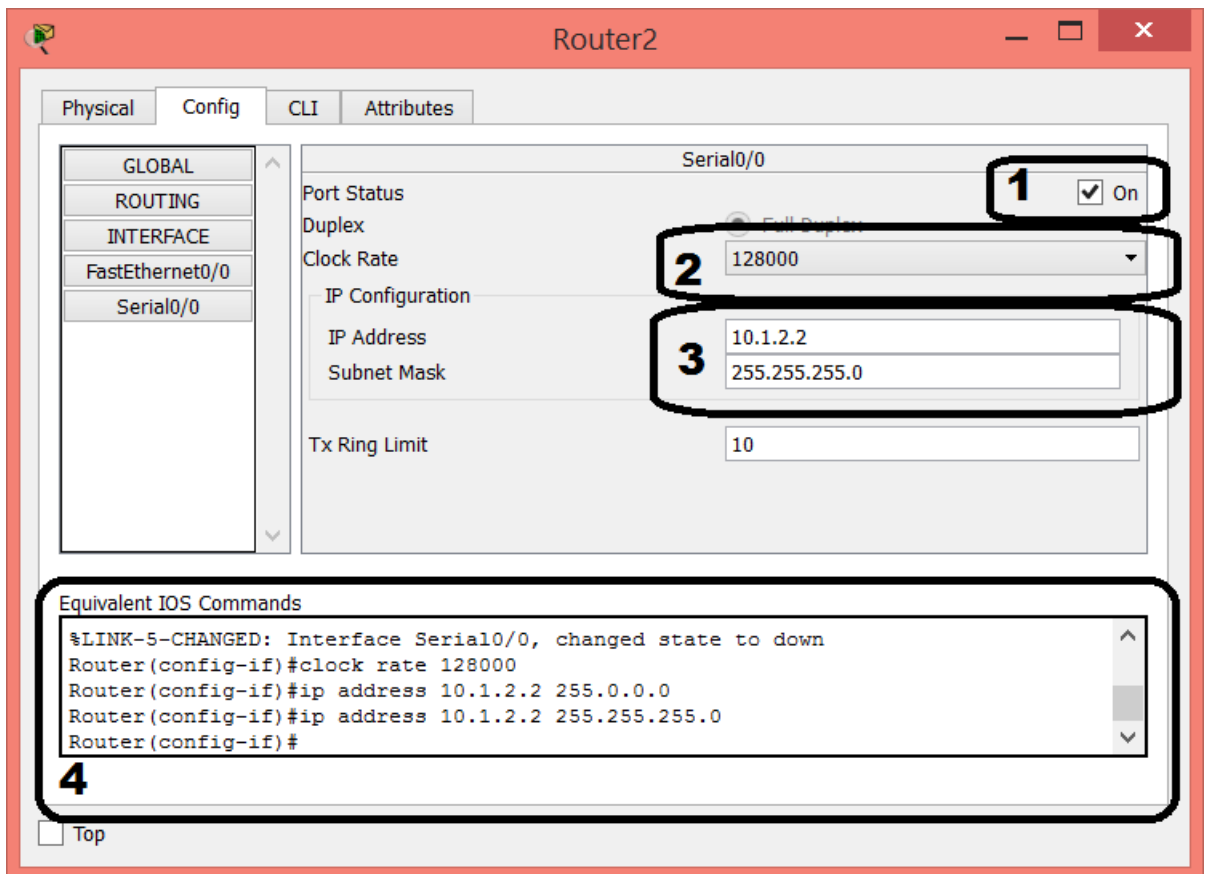 Router2
Physical Config CLI Attributes
GLOBAL
ROUTING
INTERFACE
FastEthernet0/0
Serial0/0
Serial0/0
Port Status 1 On
Duplex Full Duplex
Clock Rate 2 128000
IP Configuration
IP Address 10.1.2.2
3
Subnet Mask 255.255.255.0
Tx Ring Limit 10
Equivalent IOS Commands
%LINK-5-CHANGED: Interface Serial0/0, changed state to down
Router(config-if)#clock rate 128000
Router(config-if)#ip address 10.1.2.2 255.0.0.0
Router(config-if)#ip address 10.1.2.2 255.255.255.0
Router(config-if)#
4
Top